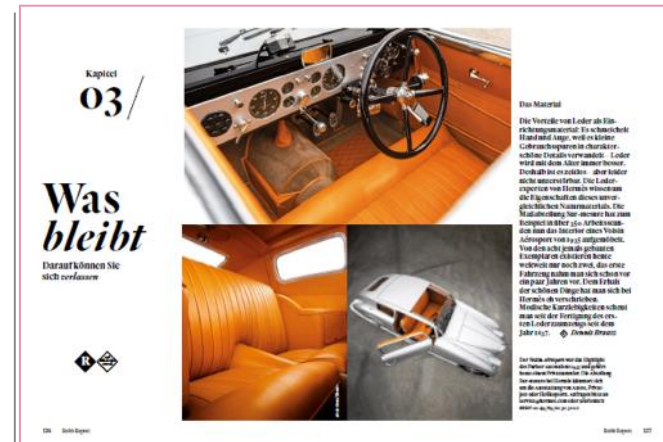 Kapitel
03/
Was
bleibt
Darauf können Sie
sich verlassen
R
Das Material
Die Vorteile von Leder als Ein-
richtungsmaterial: Es schmeichelt
Hand und Auge, weil es kleine
Gebrauchsspuren in charakter-
schöne Details verwandelt – Leder
wird mit dem Alter immer besser.
Deshalb ist es zeitlos – aber leider
nicht unzerstörbar. Die Leder-
experten von Hermès wissen um
die Eigenschaften dieses unver-
gleichlichen Naturmaterials. Die
Maßabteilung Sur-mesure hat zum
Beispiel in über 350 Arbeitsstun-
den nun das Interior eines Voisin
Aérosport von 1935 aufgemöbelt.
Von den acht jemals gebauten
Exemplaren existieren heute
weltweit nur noch zwei, das erste
Fahrzeug nahm man sich schon vor
ein paar Jahren vor. Dem Erhalt
der schönen Dinge hat man sich bei
Hermès eh verschrieben.
Modische Kurzlebigkeiten scheut
man seit der Fertigung des ers-
ten Lederzaumzeugs seit dem
Jahr 1837. Dennis Braatz
126
127